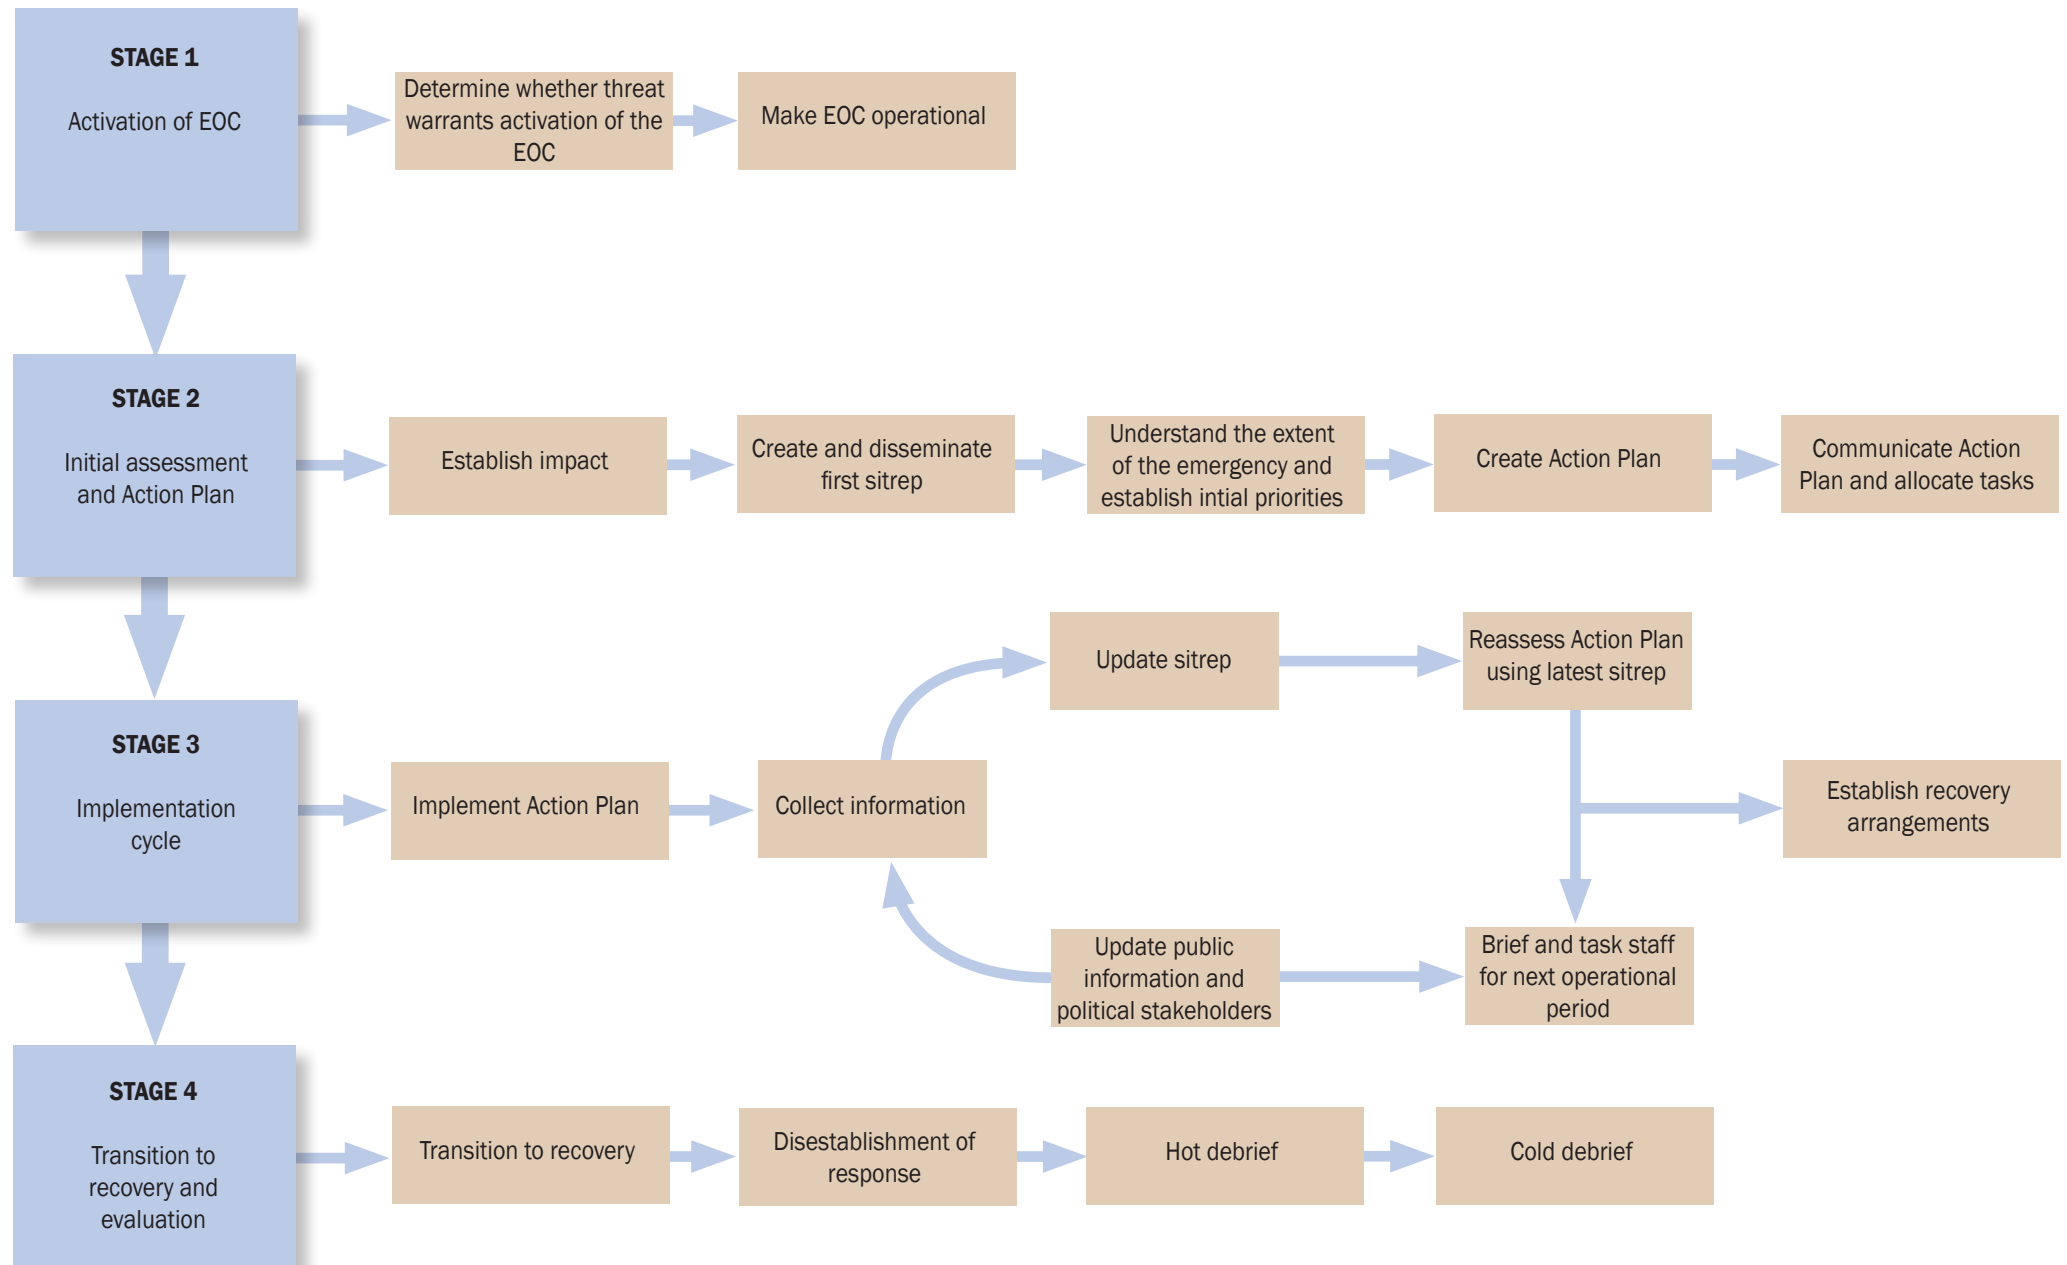 STAGE 1
Activation of EOC
Determine whether threat
warrants activation of the
EOC
Make EOC operational
STAGE 2
Initial assessment
and Action Plan
Establish impact
Create and disseminate
first sitrep
Understand the extent
of the emergency and
establish intial priorities
Create Action Plan
Communicate Action
Plan and allocate tasks
STAGE 3
Implementation
cycle
Implement Action Plan
Collect information
Update sitrep
Reassess Action Plan
using latest sitrep
Establish recovery
arrangements
Brief and task staff
for next operational
period
Update public
information and
political stakeholders
STAGE 4
Transition to
recovery and
evaluation
Transition to recovery
Disestablishment of
response
Hot debrief
Cold debrief